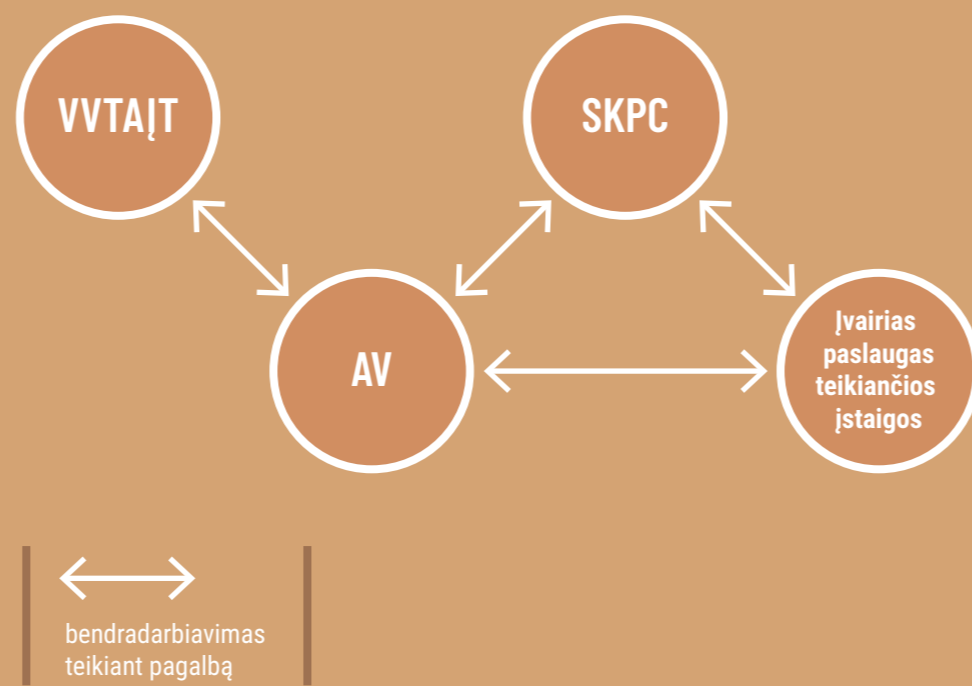 VVTAĮT
SKPC
AV
Įvairias
paslaugas
teikiančios
įstaigos
bendradarbiavimas
teikiant pagalbą